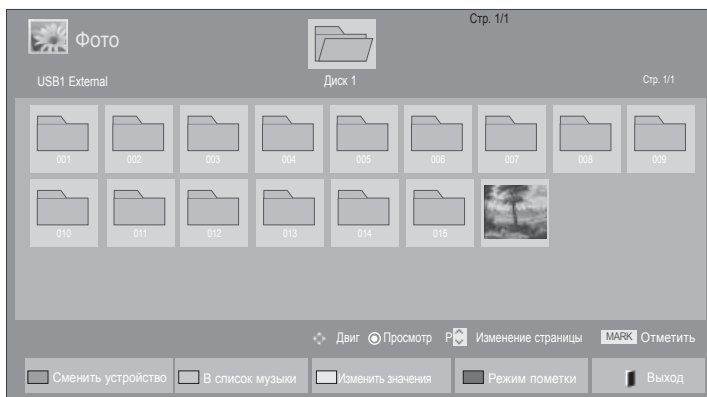 Стр. 1/1
Фото
USB1 External Диск 1 Стр. 1/1
001 002 003 004 005 006 007 008 009
010 011 012 013 014 015
Двиг Просмотр P Изменение страницы MARK Отметить
Сменить устройство В список музыки Изменить значения Режим пометки Выход